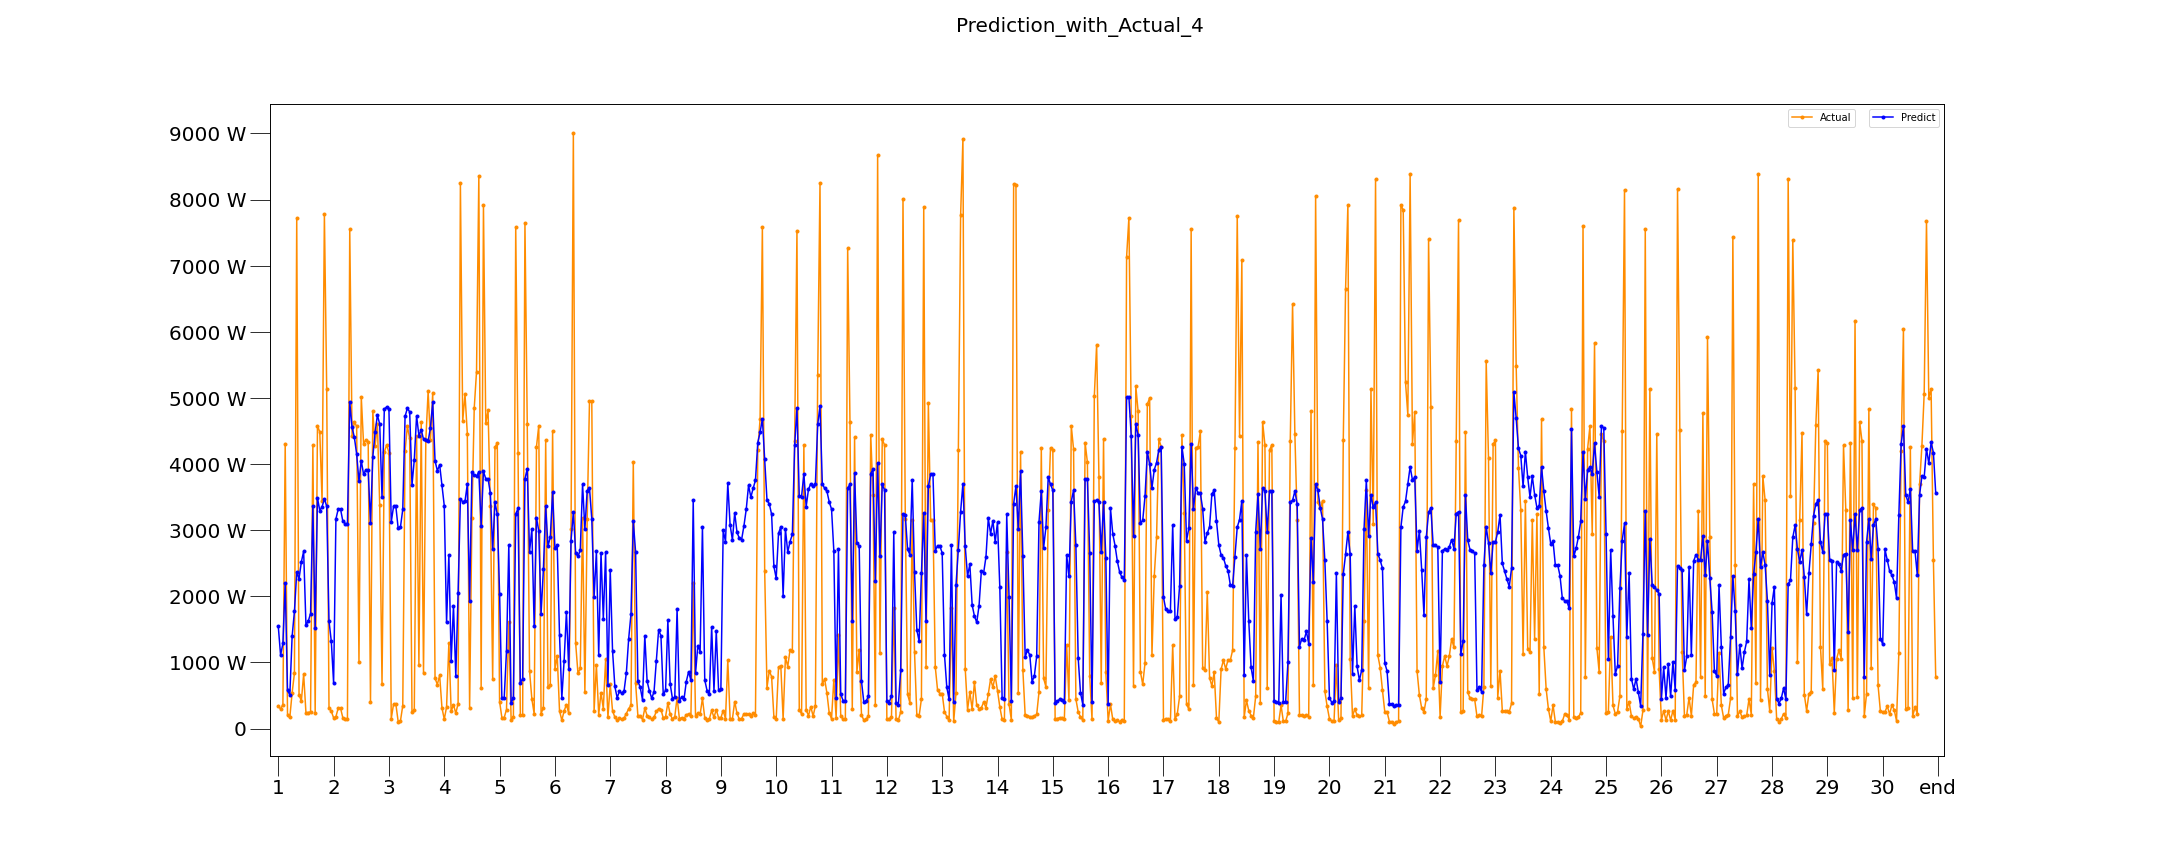 Prediction_with_Actual_4
Actual Predict
9000 W
8000 W
7000 W
6000 W
5000 W
4000 W
3000 W
2000 W
1000 W
0
1 2 3 4 5 6 7 8 9 10 11 12 13 14 15 16 17 18 19 20 21 22 23 24 25 26 27 28 29 30 end